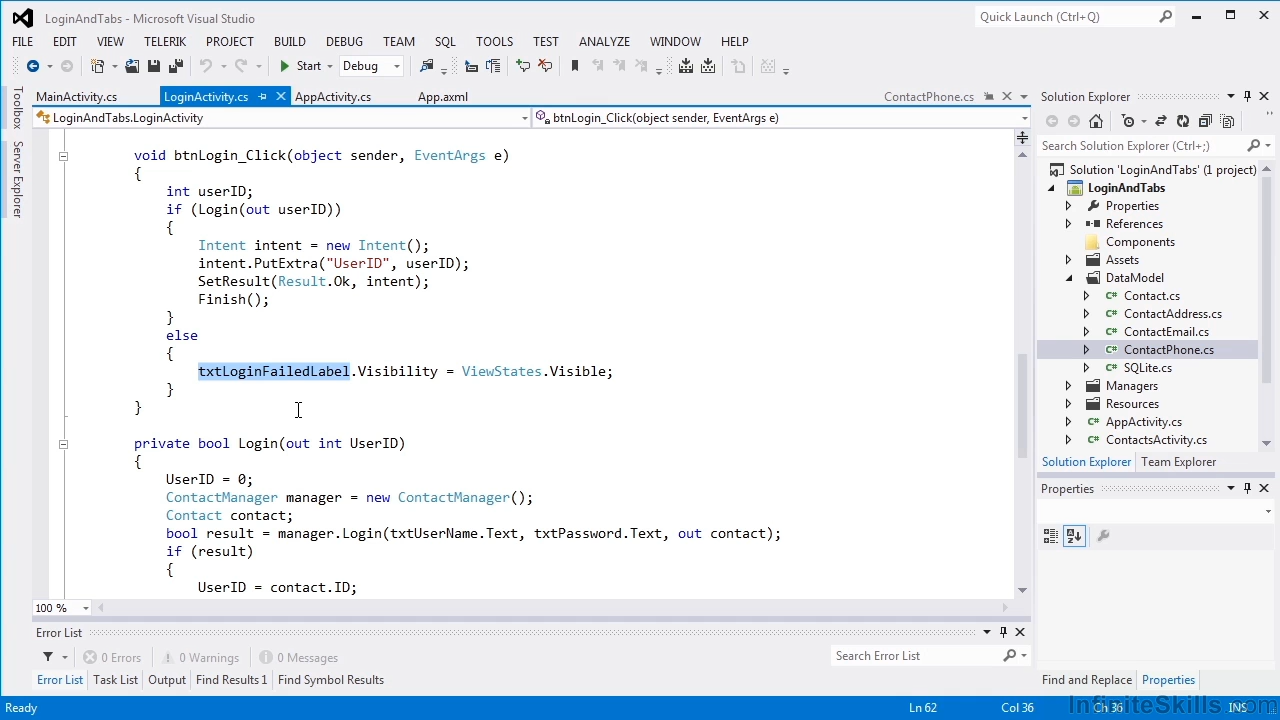 LoginAndTabs - Microsoft Visual Studio
Quick Launch (Ctrl+Q)
FILE EDIT VIEW TELERIK PROJECT BUILD DEBUG TEAM SQL TOOLS TEST ANALYZE WINDOW HELP
Start Debug
MainActivity.cs LoginActivity.cs AppActivity.cs App.axml ContactPhone.cs
LoginAndTabs.LoginActivity btnLogin_Click(object sender, EventArgs e)
Toolbox
Server Explorer
void btnLogin_Click(object sender, EventArgs e)
{
int userID;
if (Login(out userID))
{
Intent intent = new Intent();
intent.PutExtra("UserID", userID);
SetResult(Result.Ok, intent);
Finish();
}
else
{
txtLoginFailedLabel.Visibility = ViewStates.Visible;
}
}
private bool Login(out int UserID)
{
UserID = 0;
ContactManager manager = new ContactManager();
Contact contact;
bool result = manager.Login(txtUserName.Text, txtPassword.Text, out contact);
if (result)
{
UserID = contact.ID;
100 %
Error List
0 Errors 0 Warnings 0 Messages
Search Error List
Error List Task List Output Find Results 1 Find Symbol Results
Solution Explorer
Search Solution Explorer (Ctrl+;)
Solution 'LoginAndTabs' (1 project)
LoginAndTabs
Properties
References
Components
Assets
DataModel
Contact.cs
ContactAddress.cs
ContactEmail.cs
ContactPhone.cs
SQLite.cs
Managers
Resources
AppActivity.cs
ContactsActivity.cs
Solution Explorer Team Explorer
Properties
Find and Replace Properties
Ready Ln 62 Col 36 Ch 36 INS
InfiniteSkills.com